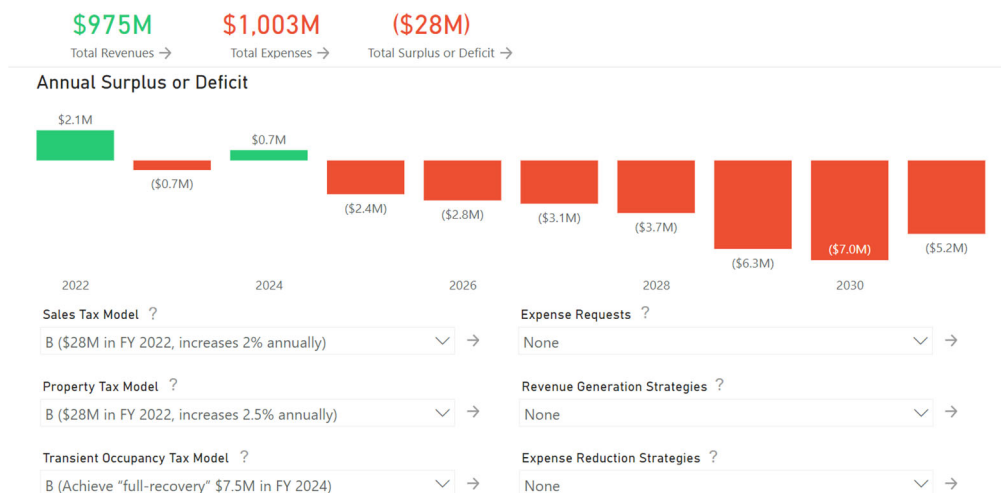 $975M $1,003M ($28M)
Total Revenues → Total Expenses → Total Surplus or Deficit →
Annual Surplus or Deficit
$2.1M
($0.7M)
$0.7M
($2.4M)
($2.8M)
($3.1M)
($3.7M)
($6.3M)
($7.0M)
($5.2M)
2022 2024 2026 2028 2030
Sales Tax Model ?
B ($28M in FY 2022, increases 2% annually)
Expense Requests ?
None
Property Tax Model ?
B ($28M in FY 2022, increases 2.5% annually)
Revenue Generation Strategies ?
None
Transient Occupancy Tax Model ?
B (Achieve “full-recovery” $7.5M in FY 2024)
Expense Reduction Strategies ?
None